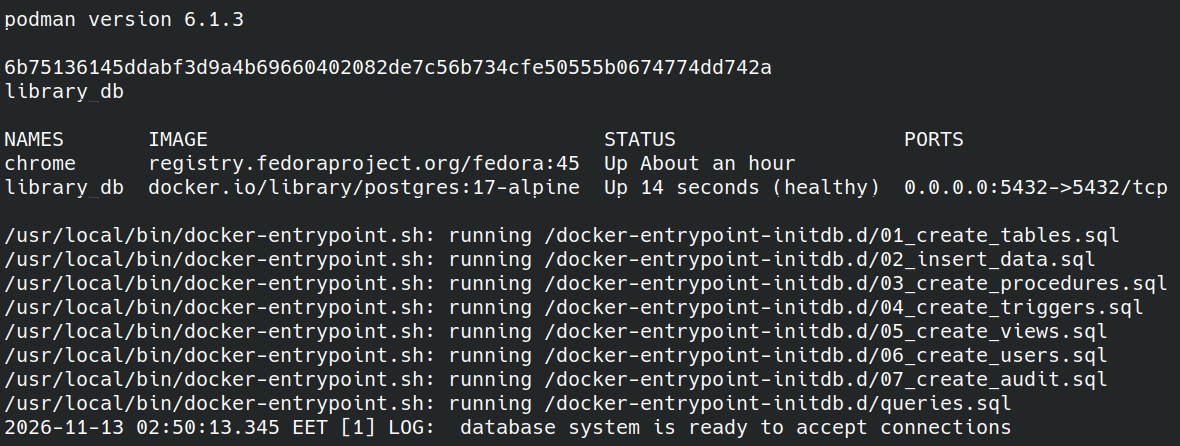 podman version 6.1.3
6b75136145ddabf3d9a4b69660402082de7c56b734cfe50555b0674774dd742a
library_db
NAMES       IMAGE                                 STATUS                   PORTS
chrome      registry.fedoraproject.org/fedora:45  Up About an hour
library_db  docker.io/library/postgres:17-alpine  Up 14 seconds (healthy)  0.0.0.0:5432->5432/tcp
/usr/local/bin/docker-entrypoint.sh: running /docker-entrypoint-initdb.d/01_create_tables.sql
/usr/local/bin/docker-entrypoint.sh: running /docker-entrypoint-initdb.d/02_insert_data.sql
/usr/local/bin/docker-entrypoint.sh: running /docker-entrypoint-initdb.d/03_create_procedures.sql
/usr/local/bin/docker-entrypoint.sh: running /docker-entrypoint-initdb.d/04_create_triggers.sql
/usr/local/bin/docker-entrypoint.sh: running /docker-entrypoint-initdb.d/05_create_views.sql
/usr/local/bin/docker-entrypoint.sh: running /docker-entrypoint-initdb.d/06_create_users.sql
/usr/local/bin/docker-entrypoint.sh: running /docker-entrypoint-initdb.d/07_create_audit.sql
/usr/local/bin/docker-entrypoint.sh: running /docker-entrypoint-initdb.d/queries.sql
2026-11-13 02:50:13.345 EET [1] LOG:  database system is ready to accept connections